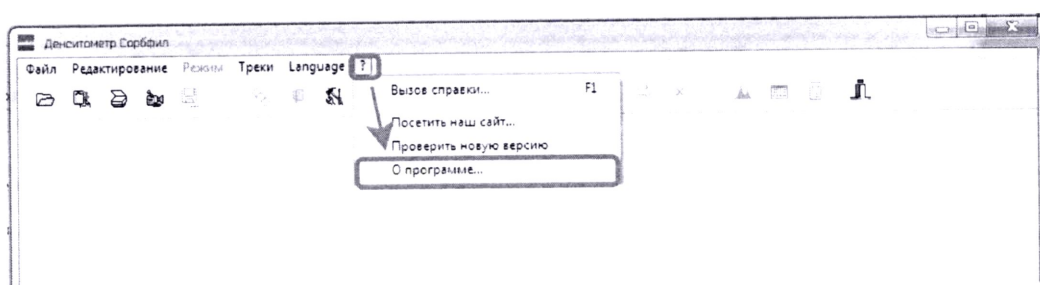 Денситометр Сорбфил
Файл Редактирование Режим Треки Language ?
Вызов справки... F1
Посетить наш сайт...
Проверить новую версию
О программе...